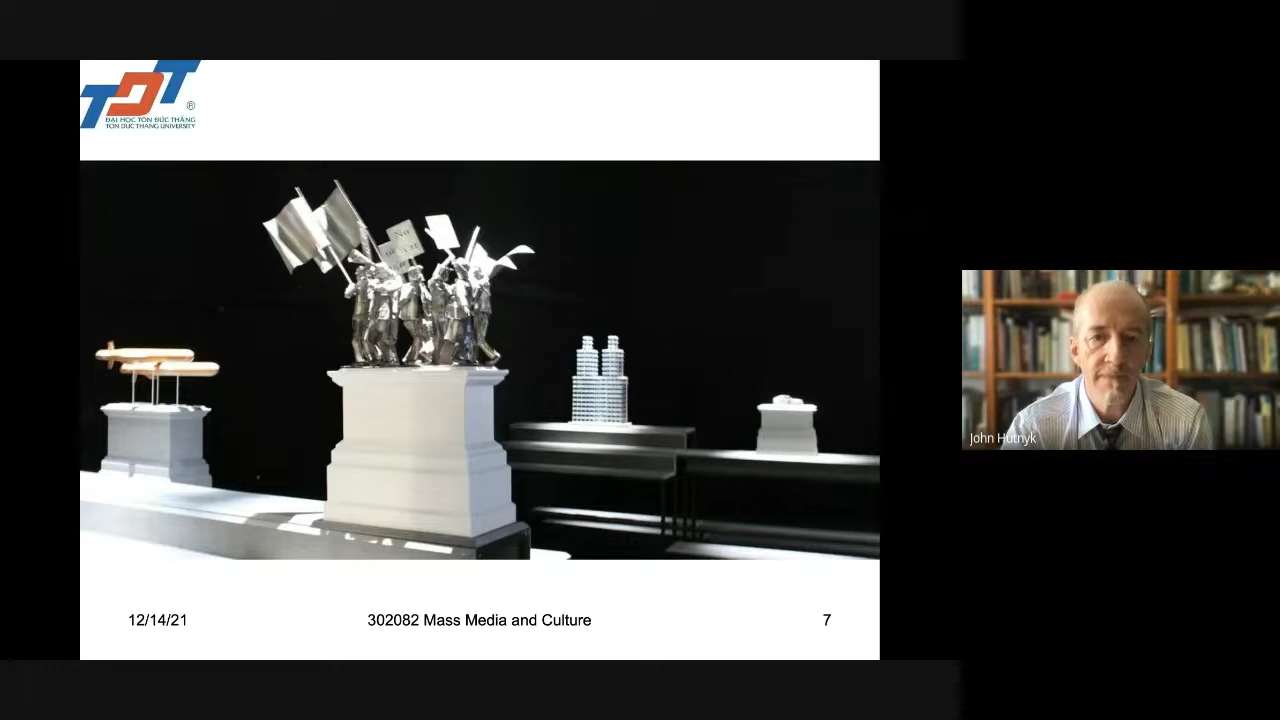 TDT
®
ĐẠI HỌC TÔN ĐỨC THẮNG
TON DUC THANG UNIVERSITY
No
John Hutnyk
12/14/21
302082 Mass Media and Culture
7